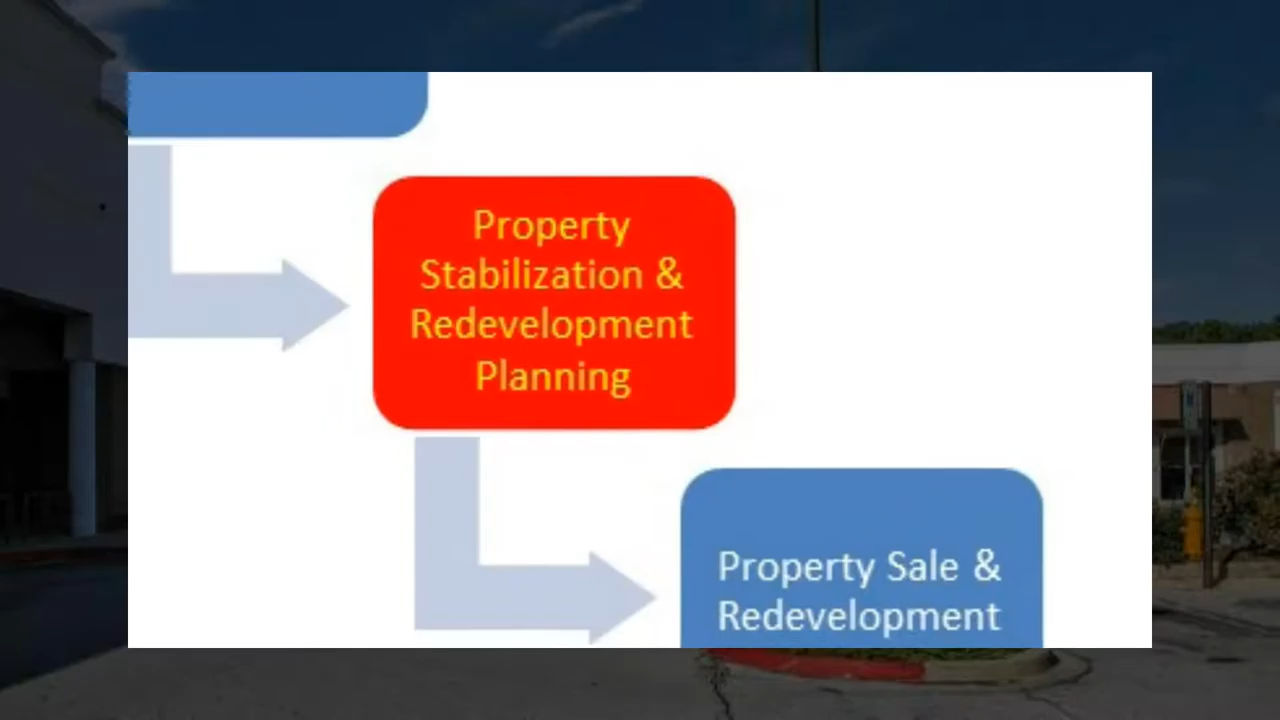 Property
Stabilization &
Redevelopment
Planning
Property Sale &
Redevelopment